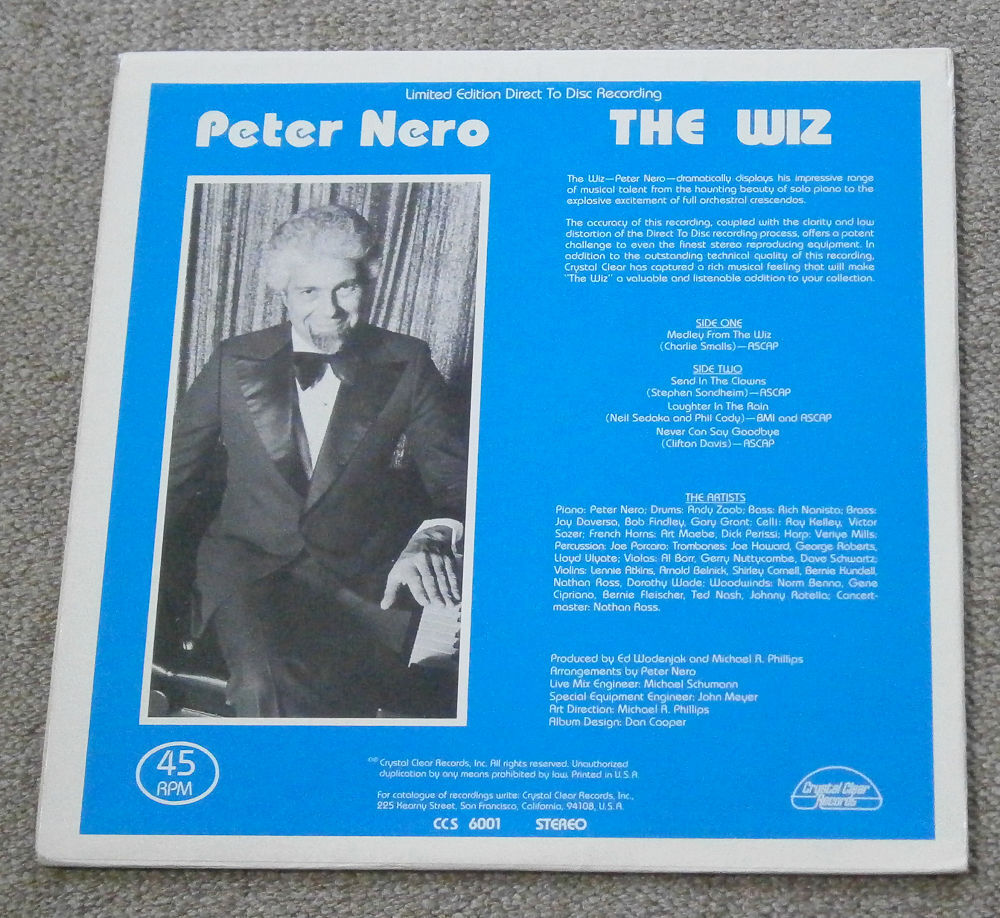 Limited Edition Direct To Disc Recording
Peter Nero
THE WIZ
The Wiz—Peter Nero—dramatically displays his impressive range
of musical talent from the haunting beauty of solo piano to the
explosive excitement of full orchestral crescendos.
The accuracy of this recording, coupled with the clarity and low
distortion of the Direct To Disc recording process, offers a potent
challenge to even the finest stereo reproducing equipment. In
addition to the outstanding technical quality of this recording,
Crystal Clear has captured a rich musical feeling that will make
"The Wiz" a valuable and listenable addition to your collection.
SIDE ONE
Medley From The Wiz
(Charlie Smalls)—ASCAP
SIDE TWO
Send In The Clowns
(Stephen Sondheim)—ASCAP
Laughter In The Rain
(Neil Sedaka and Phil Cody)—BMI and ASCAP
Never Can Say Goodbye
(Clifton Davis)—ASCAP
THE ARTISTS
Piano: Peter Nero; Drums: Andy Zoob; Bass: Rich Nanista; Brass:
Jay Daversa, Bob Findley, Gary Grant; Celli: Ray Kelley, Victor
Sazer; French Horns: Art Maebe, Dick Perissi; Harp: Verlye Mills;
Percussion: Joe Porcaro; Trombones: Joe Howard, George Roberts,
Lloyd Ulyate; Violas: Al Barr, Gerry Nuttycombe, Dave Schwartz;
Violins: Lennie Atkins, Arnold Belnick, Shirley Cornell, Bernie Kundell,
Nathan Ross, Dorothy Wade; Woodwinds: Norm Benno, Gene
Cipriano, Bernie Fleischer, Ted Nash, Johnny Rotella; Concert-
master: Nathan Ross.
Produced by Ed Wodenjak and Michael R. Phillips
Arrangements by Peter Nero
Live Mix Engineer: Michael Schumann
Special Equipment Engineer: John Meyer
Art Direction: Michael R. Phillips
Album Design: Dan Cooper
45
RPM
©℗ Crystal Clear Records, Inc. All rights reserved. Unauthorized
duplication by any means prohibited by law. Printed in U.S.A.
For catalogue of recordings write: Crystal Clear Records, Inc.,
225 Kearny Street, San Francisco, California, 94108, U.S.A.
CCS 6001 STEREO
Crystal Clear
Records